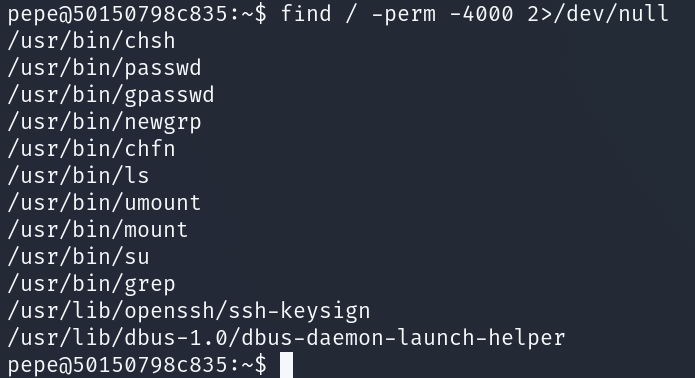 pepe@50150798c835:~$ find / -perm -4000 2>/dev/null
/usr/bin/chsh
/usr/bin/passwd
/usr/bin/gpasswd
/usr/bin/newgrp
/usr/bin/chfn
/usr/bin/ls
/usr/bin/umount
/usr/bin/mount
/usr/bin/su
/usr/bin/grep
/usr/lib/openssh/ssh-keysign
/usr/lib/dbus-1.0/dbus-daemon-launch-helper
pepe@50150798c835:~$